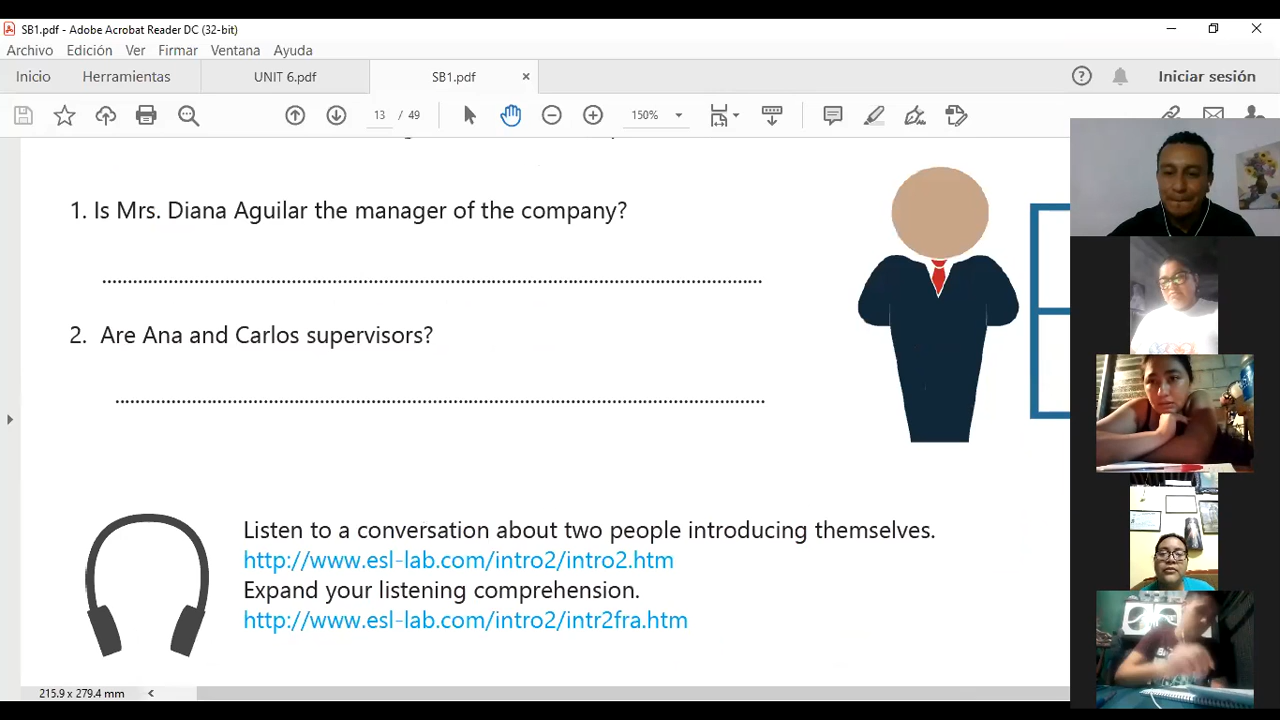 SB1.pdf - Adobe Acrobat Reader DC (32-bit)
Archivo Edición Ver Firmar Ventana Ayuda
Inicio Herramientas UNIT 6.pdf SB1.pdf × Iniciar sesión
13 / 49 150%
1. Is Mrs. Diana Aguilar the manager of the company?
2. Are Ana and Carlos supervisors?
Listen to a conversation about two people introducing themselves.
http://www.esl-lab.com/intro2/intro2.htm
Expand your listening comprehension.
http://www.esl-lab.com/intro2/intr2fra.htm
215.9 x 279.4 mm